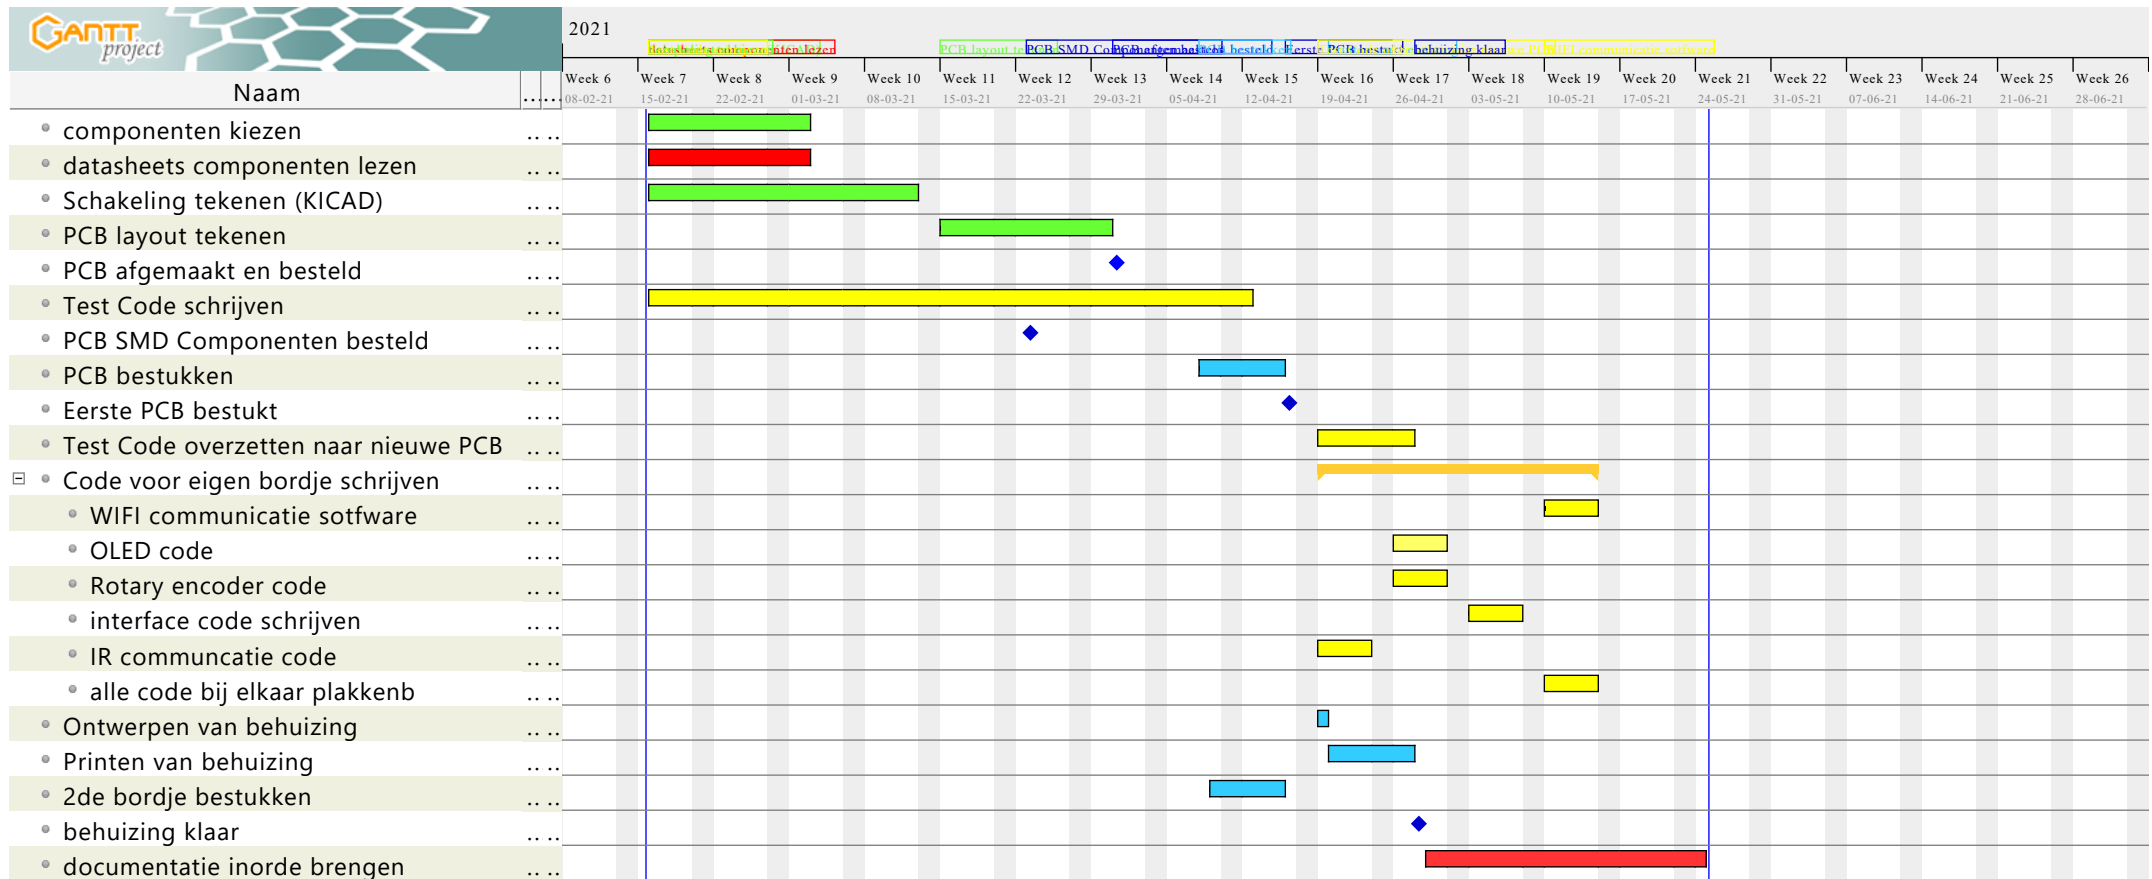 GANTT
project
2021
Naam
Week 6 Week 7 Week 8 Week 9 Week 10 Week 11 Week 12 Week 13 Week 14 Week 15 Week 16 Week 17 Week 18 Week 19 Week 20 Week 21 Week 22 Week 23 Week 24 Week 25 Week 26
08-02-21 15-02-21 22-02-21 01-03-21 08-03-21 15-03-21 22-03-21 29-03-21 05-04-21 12-04-21 19-04-21 26-04-21 03-05-21 10-05-21 17-05-21 24-05-21 31-05-21 07-06-21 14-06-21 21-06-21 28-06-21
componenten kiezen
datasheets componenten lezen
Schakeling tekenen (KICAD)
PCB layout tekenen
PCB afgemaakt en besteld
Test Code schrijven
PCB SMD Componenten besteld
PCB bestukken
Eerste PCB bestukt
Test Code overzetten naar nieuwe PCB
Code voor eigen bordje schrijven
WIFI communicatie sotfware
OLED code
Rotary encoder code
interface code schrijven
IR communcatie code
alle code bij elkaar plakkenb
Ontwerpen van behuizing
Printen van behuizing
2de bordje bestukken
behuizing klaar
documentatie inorde brengen